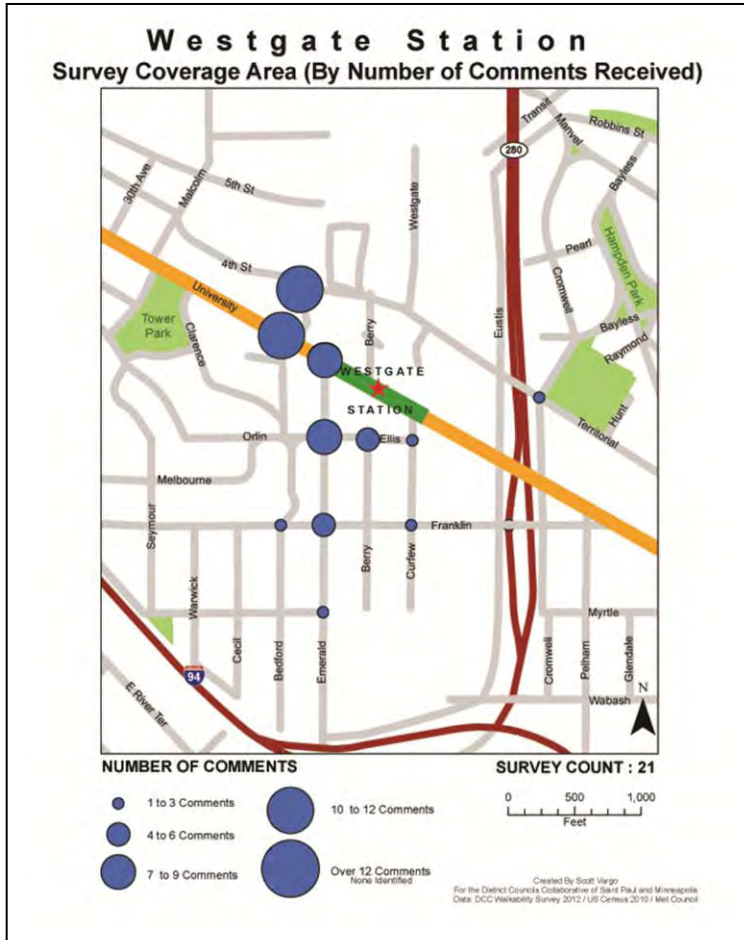 Westgate Station
Survey Coverage Area (By Number of Comments Received)
Transit
Manvel
Robbins St
280
30th Ave
Malcolm
5th St
Westgate
Bayless
Pearl
Hampden Park
4th St
University
Cromwell
Tower
Park
Clarence
Berry
Eustis
Bayless
Raymond
WESTGATE
STATION
Hunt
Territorial
Orlin
Ellis
Melbourne
Seymour
Franklin
Warwick
Cecil
Bedford
Emerald
Berry
Curfew
Myrtle
Cromwell
Pelham
Glendale
94
E River Ter
Wabash
N
NUMBER OF COMMENTS
SURVEY COUNT : 21
1 to 3 Comments
4 to 6 Comments
7 to 9 Comments
10 to 12 Comments
Over 12 Comments
None Identified
0 500 1,000
Feet
Created By Scott Vargo
For the District Councils Collaborative of Saint Paul and Minneapolis
Data: DCC Walkability Survey 2012 / US Census 2010 / Met Council